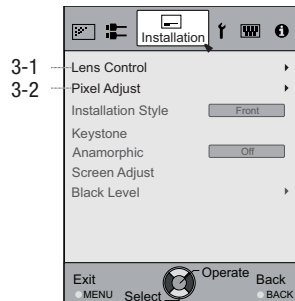 Installation
3-1 Lens Control
3-2 Pixel Adjust
Installation Style Front
Keystone
Anamorphic Off
Screen Adjust
Black Level
Exit Operate Back
MENU Select BACK